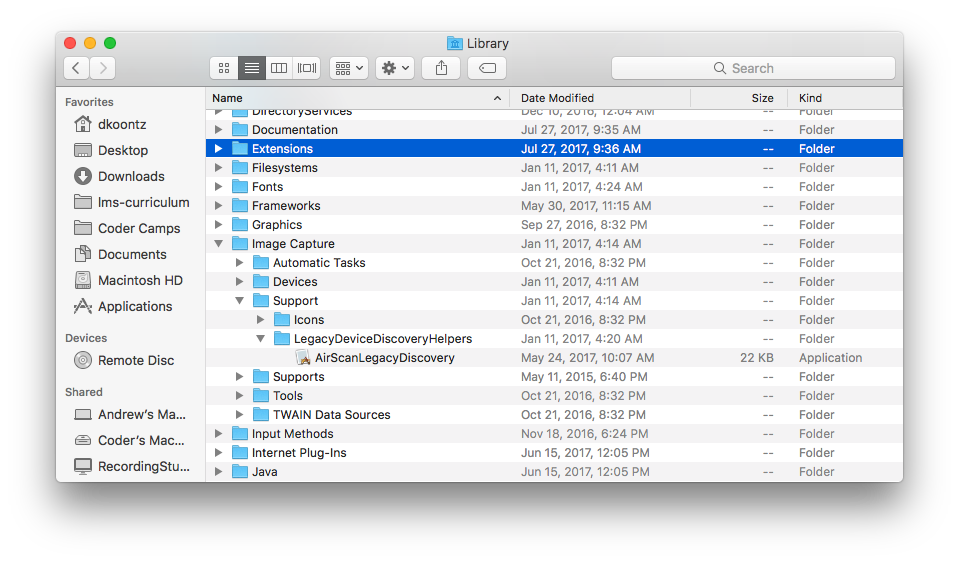 Library
Search
Favorites
dkoontz
Desktop
Downloads
lms-curriculum
Coder Camps
Documents
Macintosh HD
Applications
Devices
Remote Disc
Shared
Andrew's Ma...
Coder's Mac...
RecordingStu...
Name Date Modified Size Kind
DirectoryServices Dec 10, 2016, 12:04 AM -- Folder
Documentation Jul 27, 2017, 9:35 AM -- Folder
Extensions Jul 27, 2017, 9:36 AM -- Folder
Filesystems Jan 11, 2017, 4:11 AM -- Folder
Fonts Jan 11, 2017, 4:24 AM -- Folder
Frameworks May 30, 2017, 11:15 AM -- Folder
Graphics Sep 27, 2016, 8:32 PM -- Folder
Image Capture Jan 11, 2017, 4:14 AM -- Folder
Automatic Tasks Oct 21, 2016, 8:32 PM -- Folder
Devices Jan 11, 2017, 4:11 AM -- Folder
Support Jan 11, 2017, 4:14 AM -- Folder
Icons Oct 21, 2016, 8:32 PM -- Folder
LegacyDeviceDiscoveryHelpers Jan 11, 2017, 4:20 AM -- Folder
AirScanLegacyDiscovery May 24, 2017, 10:07 AM 22 KB Application
Supports May 11, 2015, 6:40 PM -- Folder
Tools Oct 21, 2016, 8:32 PM -- Folder
TWAIN Data Sources Oct 21, 2016, 8:32 PM -- Folder
Input Methods Nov 18, 2016, 6:24 PM -- Folder
Internet Plug-Ins Jun 15, 2017, 12:05 PM -- Folder
Java Jun 15, 2017, 12:05 PM -- Folder